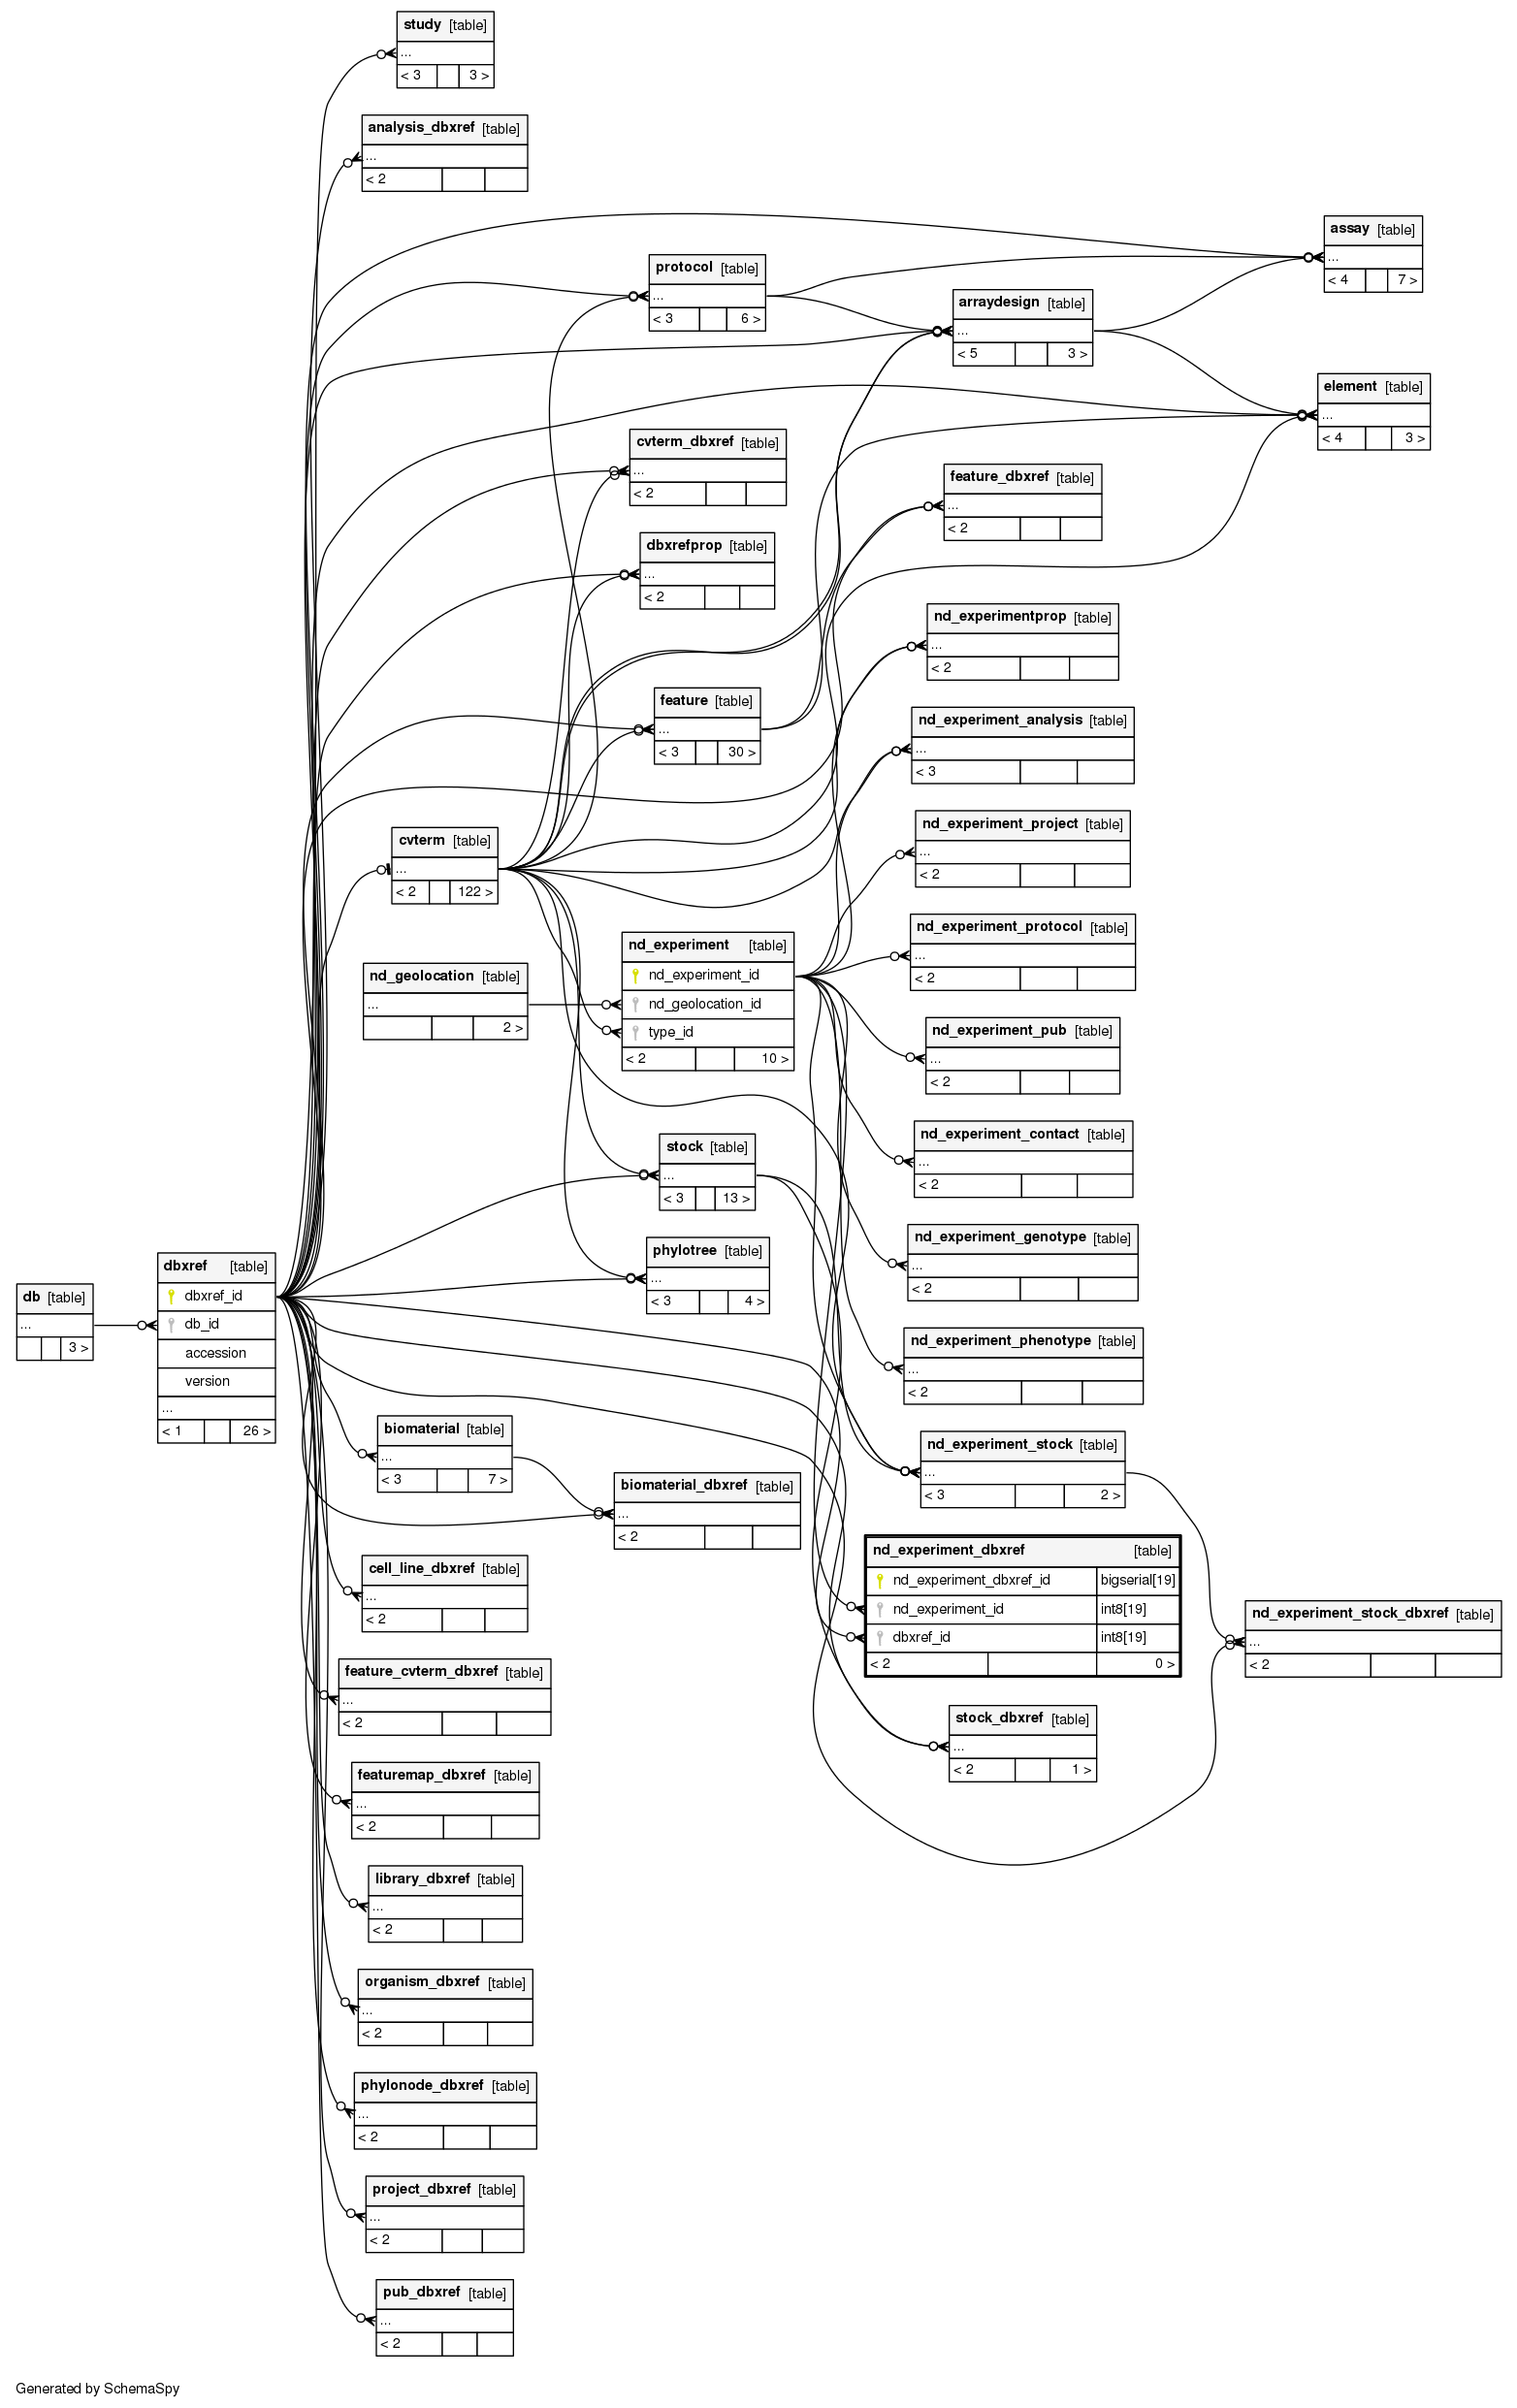 study [table]
...
< 3 3 >
analysis_dbxref [table]
...
< 2
assay [table]
...
< 4 7 >
protocol [table]
...
< 3 6 >
arraydesign [table]
...
< 5 3 >
element [table]
...
< 4 3 >
cvterm_dbxref [table]
...
< 2
feature_dbxref [table]
...
< 2
dbxrefprop [table]
...
< 2
nd_experimentprop [table]
...
< 2
feature [table]
...
< 3 30 >
nd_experiment_analysis [table]
...
< 3
nd_experiment_project [table]
...
< 2
cvterm [table]
...
< 2 122 >
nd_experiment_protocol [table]
...
< 2
nd_experiment [table]
nd_experiment_id
nd_geolocation_id
type_id
< 2 10 >
nd_geolocation [table]
...
2 >
nd_experiment_pub [table]
...
< 2
nd_experiment_contact [table]
...
< 2
stock [table]
...
< 3 13 >
nd_experiment_genotype [table]
...
< 2
phylotree [table]
...
< 3 4 >
dbxref [table]
dbxref_id
db_id
accession
version
...
< 1 26 >
db [table]
...
3 >
nd_experiment_phenotype [table]
...
< 2
biomaterial [table]
...
< 3 7 >
nd_experiment_stock [table]
...
< 3 2 >
biomaterial_dbxref [table]
...
< 2
nd_experiment_dbxref [table]
nd_experiment_dbxref_id bigserial[19]
nd_experiment_id int8[19]
dbxref_id int8[19]
< 2 0 >
cell_line_dbxref [table]
...
< 2
nd_experiment_stock_dbxref [table]
...
< 2
feature_cvterm_dbxref [table]
...
< 2
stock_dbxref [table]
...
< 2 1 >
featuremap_dbxref [table]
...
< 2
library_dbxref [table]
...
< 2
organism_dbxref [table]
...
< 2
phylonode_dbxref [table]
...
< 2
project_dbxref [table]
...
< 2
pub_dbxref [table]
...
< 2
Generated by SchemaSpy